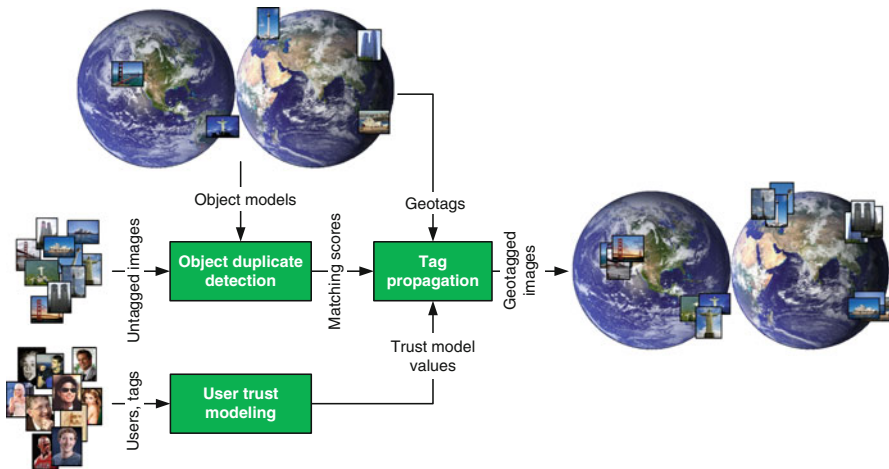 Object models
Geotags
Untagged images
Object duplicate
detection
Matching scores
Tag
propagation
Geotagged
images
Trust model
values
Users, tags
User trust
modeling